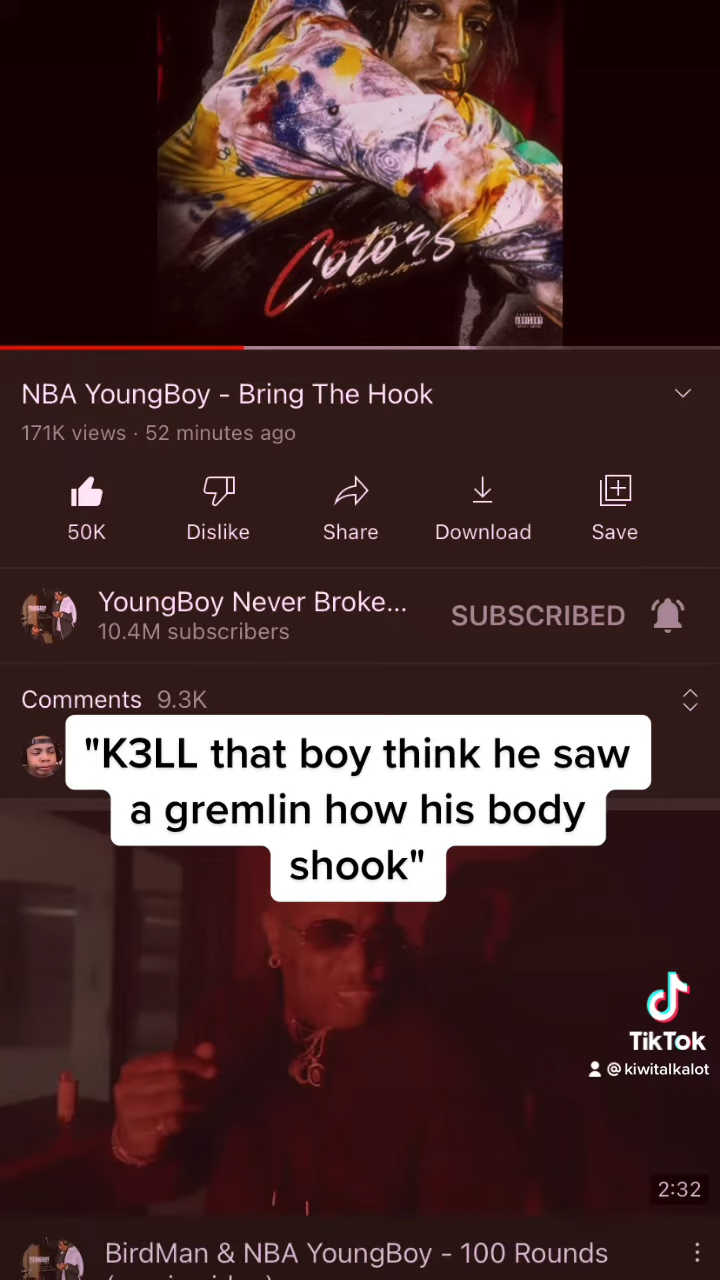 Colors
NBA YoungBoy - Bring The Hook
171K views · 52 minutes ago
50K
Dislike
Share
Download
Save
YoungBoy Never Broke...
10.4M subscribers
SUBSCRIBED
Comments 9.3K
"K3LL that boy think he saw
a gremlin how his body
shook"
TikTok
@kiwitalkalot
2:32
BirdMan & NBA YoungBoy - 100 Rounds